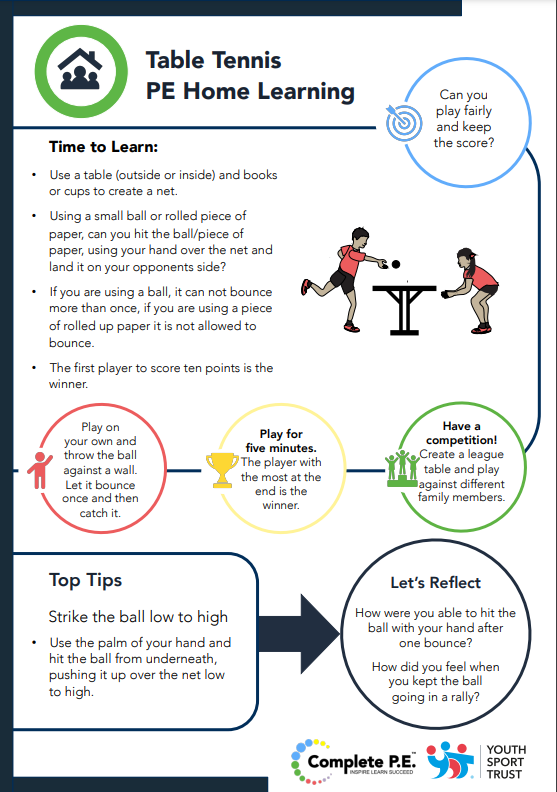 Table Tennis
PE Home Learning
Can you
play fairly
and keep
the score?
Time to Learn:
• Use a table (outside or inside) and books
or cups to create a net.
• Using a small ball or rolled piece of
paper, can you hit the ball/piece of
paper, using your hand over the net and
land it on your opponents side?
• If you are using a ball, it can not bounce
more than once, if you are using a piece
of rolled up paper it is not allowed to
bounce.
• The first player to score ten points is the
winner.
Play on
your own and
throw the ball
against a wall.
Let it bounce
once and then
catch it.
Play for
five minutes.
The player with
the most at the
end is the
winner.
Have a
competition!
Create a league
table and play
against different
family members.
Top Tips
Strike the ball low to high
• Use the palm of your hand and
hit the ball from underneath,
pushing it up over the net low
to high.
Let's Reflect
How were you able to hit the
ball with your hand after
one bounce?
How did you feel when
you kept the ball
going in a rally?
Complete P.E.™
INSPIRE LEARN SUCCEED
YOUTH
SPORT
TRUST